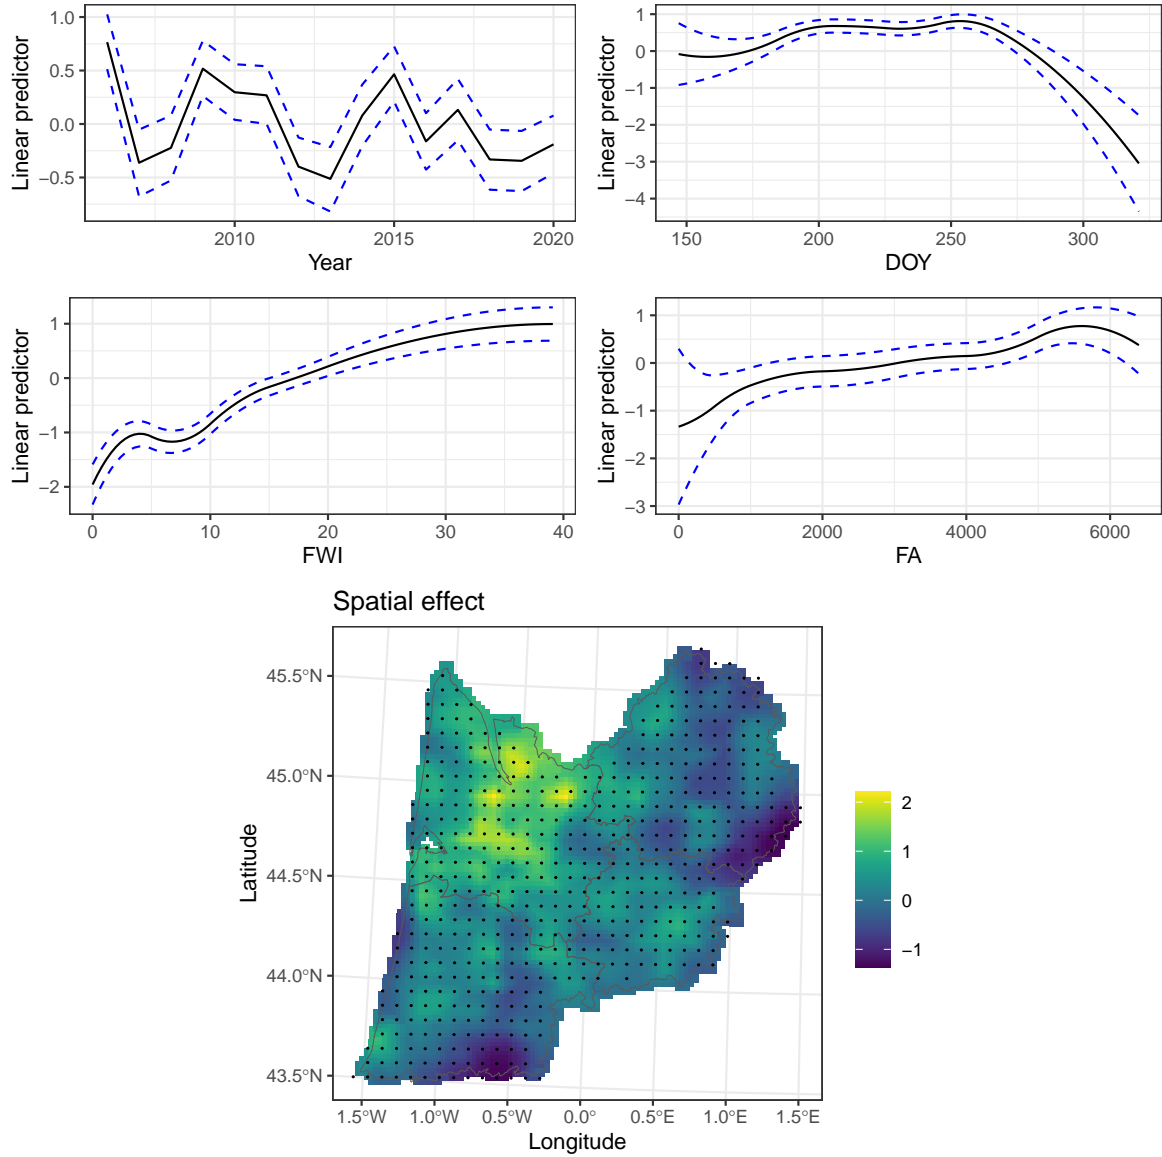 Linear predictor
1.0
0.5
0.0
−0.5
2010
2015
2020
Year
Linear predictor
1
0
−1
−2
−3
−4
150
200
250
300
DOY
Linear predictor
1
0
−1
−2
0
10
20
30
40
FWI
Linear predictor
1
0
−1
−2
−3
0
2000
4000
6000
FA
Spatial effect
Latitude
45.5°N
45.0°N
44.5°N
44.0°N
43.5°N
1.5°W
1.0°W
0.5°W
0.0°
0.5°E
1.0°E
1.5°E
Longitude
2
1
0
−1